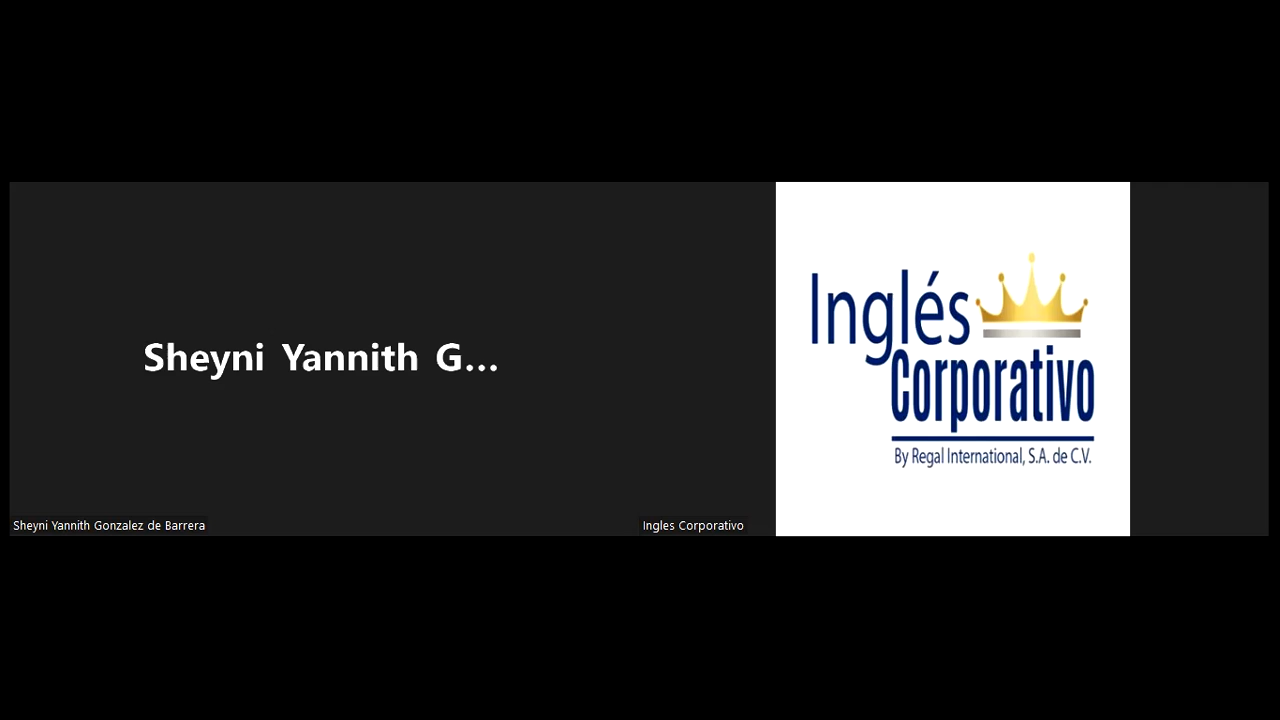 Sheyni Yannith G...
Sheyni Yannith Gonzalez de Barrera
Inglés
Corporativo
By Regal International, S.A. de C.V.
Ingles Corporativo